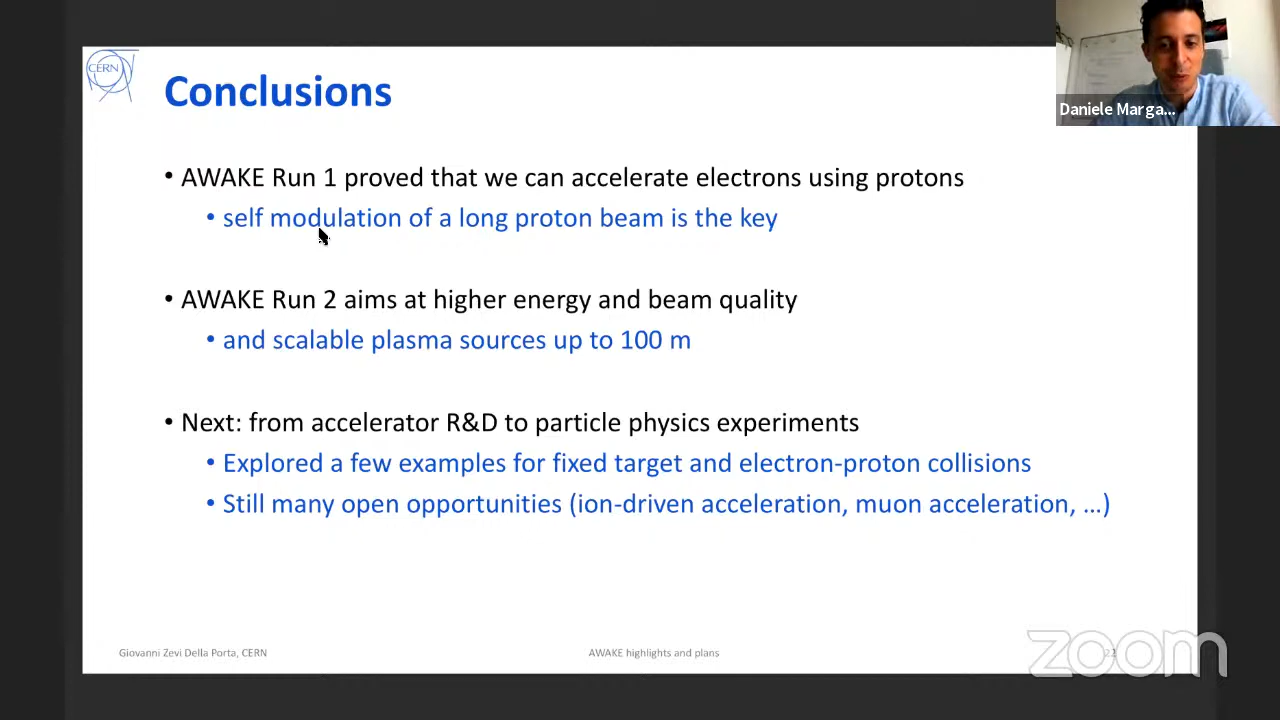 CERN
Conclusions
Daniele Marga...
• AWAKE Run 1 proved that we can accelerate electrons using protons
• self modulation of a long proton beam is the key
• AWAKE Run 2 aims at higher energy and beam quality
• and scalable plasma sources up to 100 m
• Next: from accelerator R&D to particle physics experiments
• Explored a few examples for fixed target and electron-proton collisions
• Still many open opportunities (ion-driven acceleration, muon acceleration, …)
Giovanni Zevi Della Porta, CERN
AWAKE highlights and plans
zoom